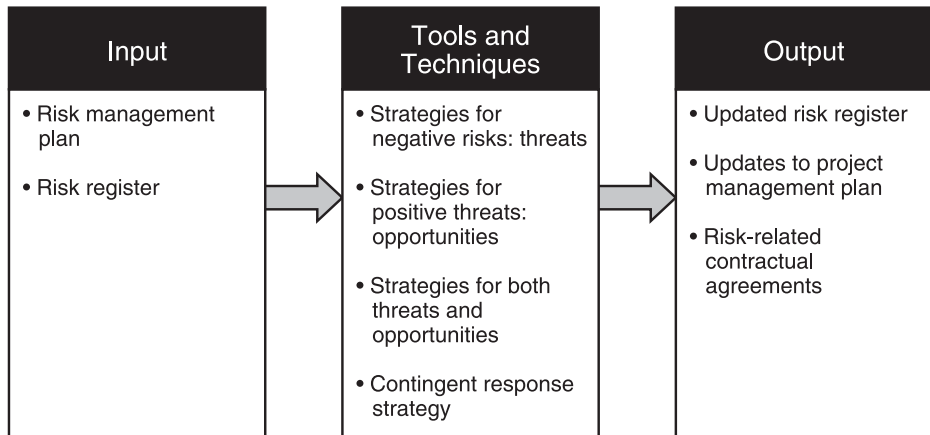 Input
• Risk management
plan
• Risk register
Tools and
Techniques
• Strategies for
negative risks: threats
• Strategies for
positive threats:
opportunities
• Strategies for both
threats and
opportunities
• Contingent response
strategy
Output
• Updated risk register
• Updates to project
management plan
• Risk-related
contractual
agreements